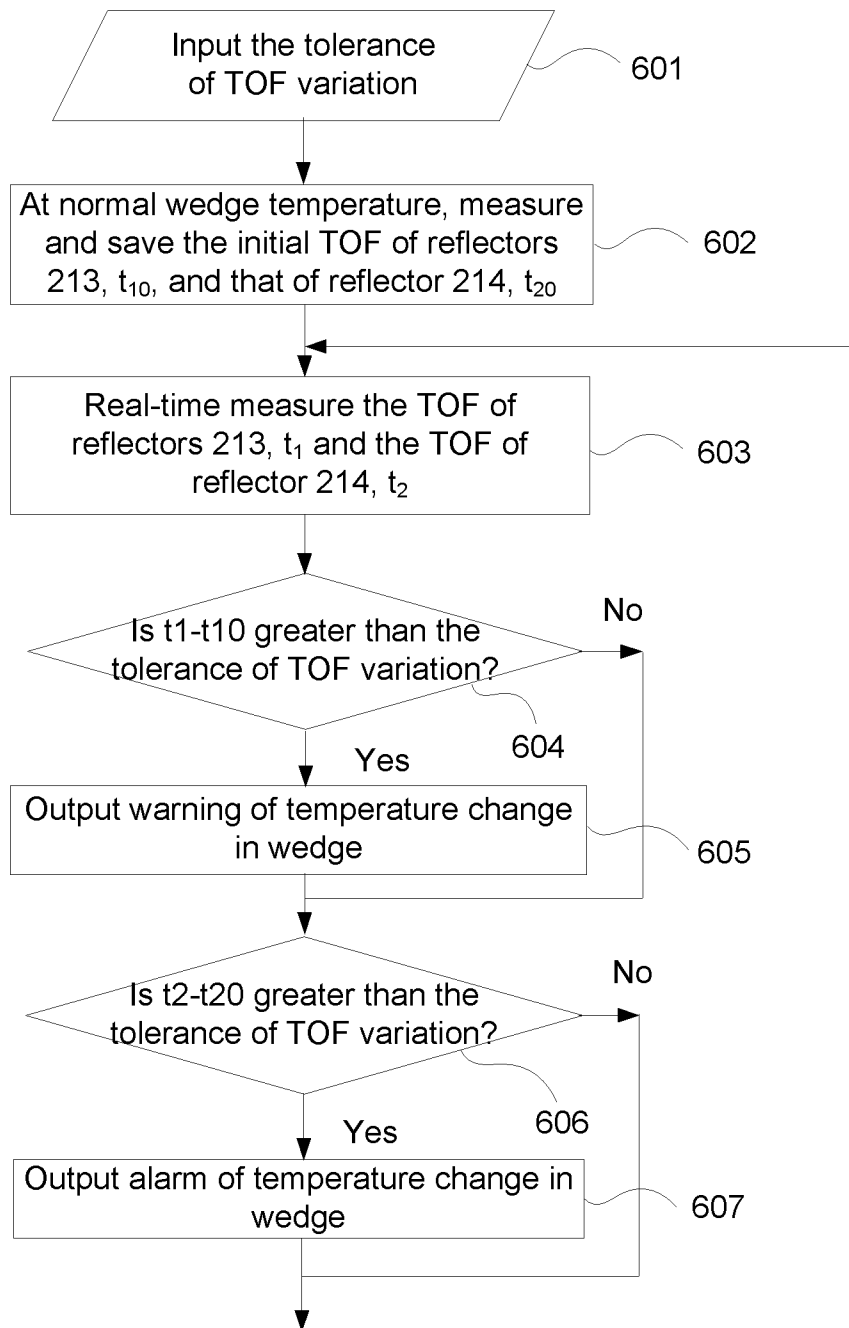 Input the tolerance
of TOF variation
601
At normal wedge temperature, measure
and save the initial TOF of reflectors
213, t10, and that of reflector 214, t20
602
Real-time measure the TOF of
reflectors 213, t1 and the TOF of
reflector 214, t2
603
Is t1-t10 greater than the
tolerance of TOF variation?
No
604
Yes
Output warning of temperature change
in wedge
605
Is t2-t20 greater than the
tolerance of TOF variation?
No
606
Yes
Output alarm of temperature change in
wedge
607